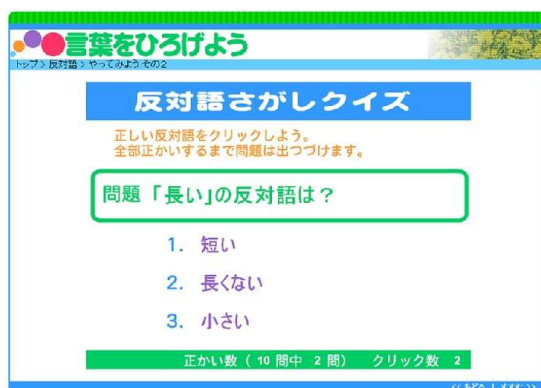 言葉をひろげよう
トップ > 反対語 > やってみようその2
反対語さがしクイズ
正しい反対語をクリックしよう。
全部正かいするまで問題は出つづけます。
問題「長い」の反対語は？
1. 短い
2. 長くない
3. 小さい
正かい数（ 10 問中 2 問） クリック数 2